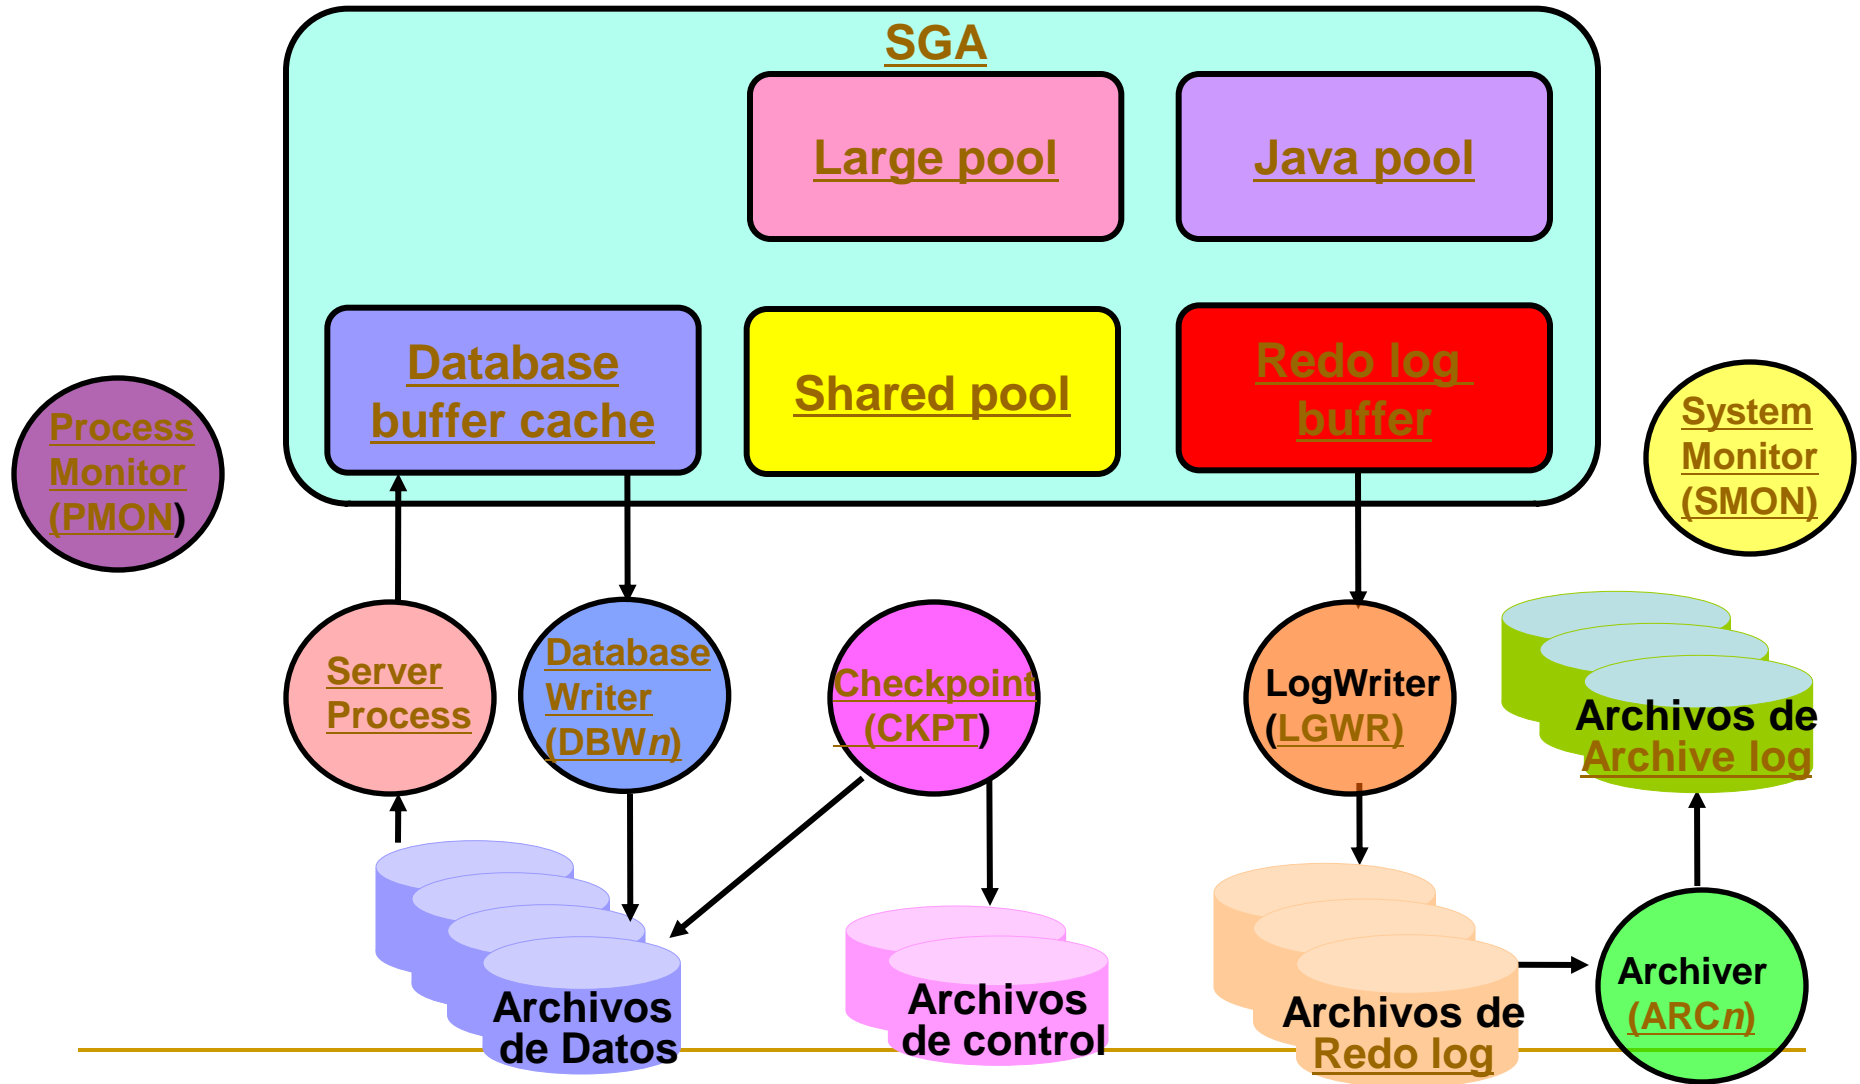 SGA
Large pool
Java pool
Database
buffer cache
Shared pool
Redo log
buffer
Process
Monitor
(PMON)
System
Monitor
(SMON)
Server
Process
Database
Writer
(DBWn)
Checkpoint
(CKPT)
LogWriter
(LGWR)
Archivos de
Archive log
Archivos
de Datos
Archivos
de control
Archivos de
Redo log
Archiver
(ARCn)